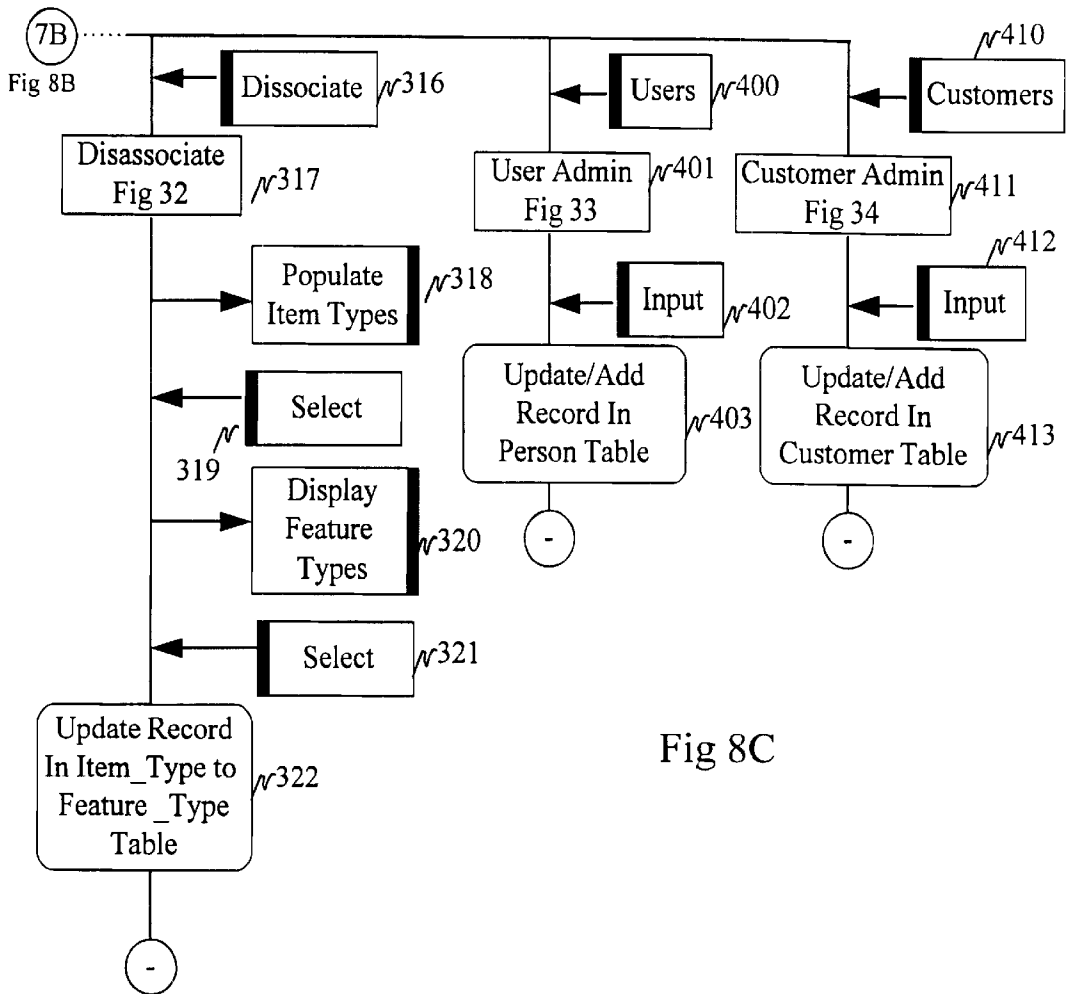 7B
Fig 8B
Dissociate
316
Users
400
410
Customers
Disassociate
Fig 32
317
User Admin
Fig 33
401
Customer Admin
Fig 34
411
Populate
Item Types
318
Input
402
412
Input
Select
319
Update/Add
Record In
Person Table
403
Update/Add
Record In
Customer Table
413
Display
Feature
Types
320
-
-
Select
321
Update Record
In Item_Type to
Feature _Type
Table
322
Fig 8C
-